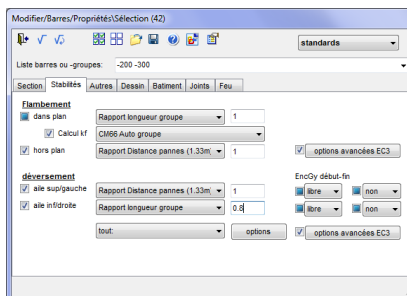 Modifier/Barres/Propriétés\Sélection (42)
standards
Liste barres ou -groupes: -200 -300
Section Stabilités Autres Dessin Batiment Joints Feu
Flambement
dans plan Rapport longueur groupe 1
Calcul kf CM66 Auto groupe
hors plan Rapport Distance pannes (1.33m( 1 options avancées EC3
déversement EncGy début-fin
aile sup/gauche Rapport Distance pannes (1.33m( 1 libre non
aile inf/droite Rapport longueur groupe 0.8 libre non
tout: options options avancées EC3